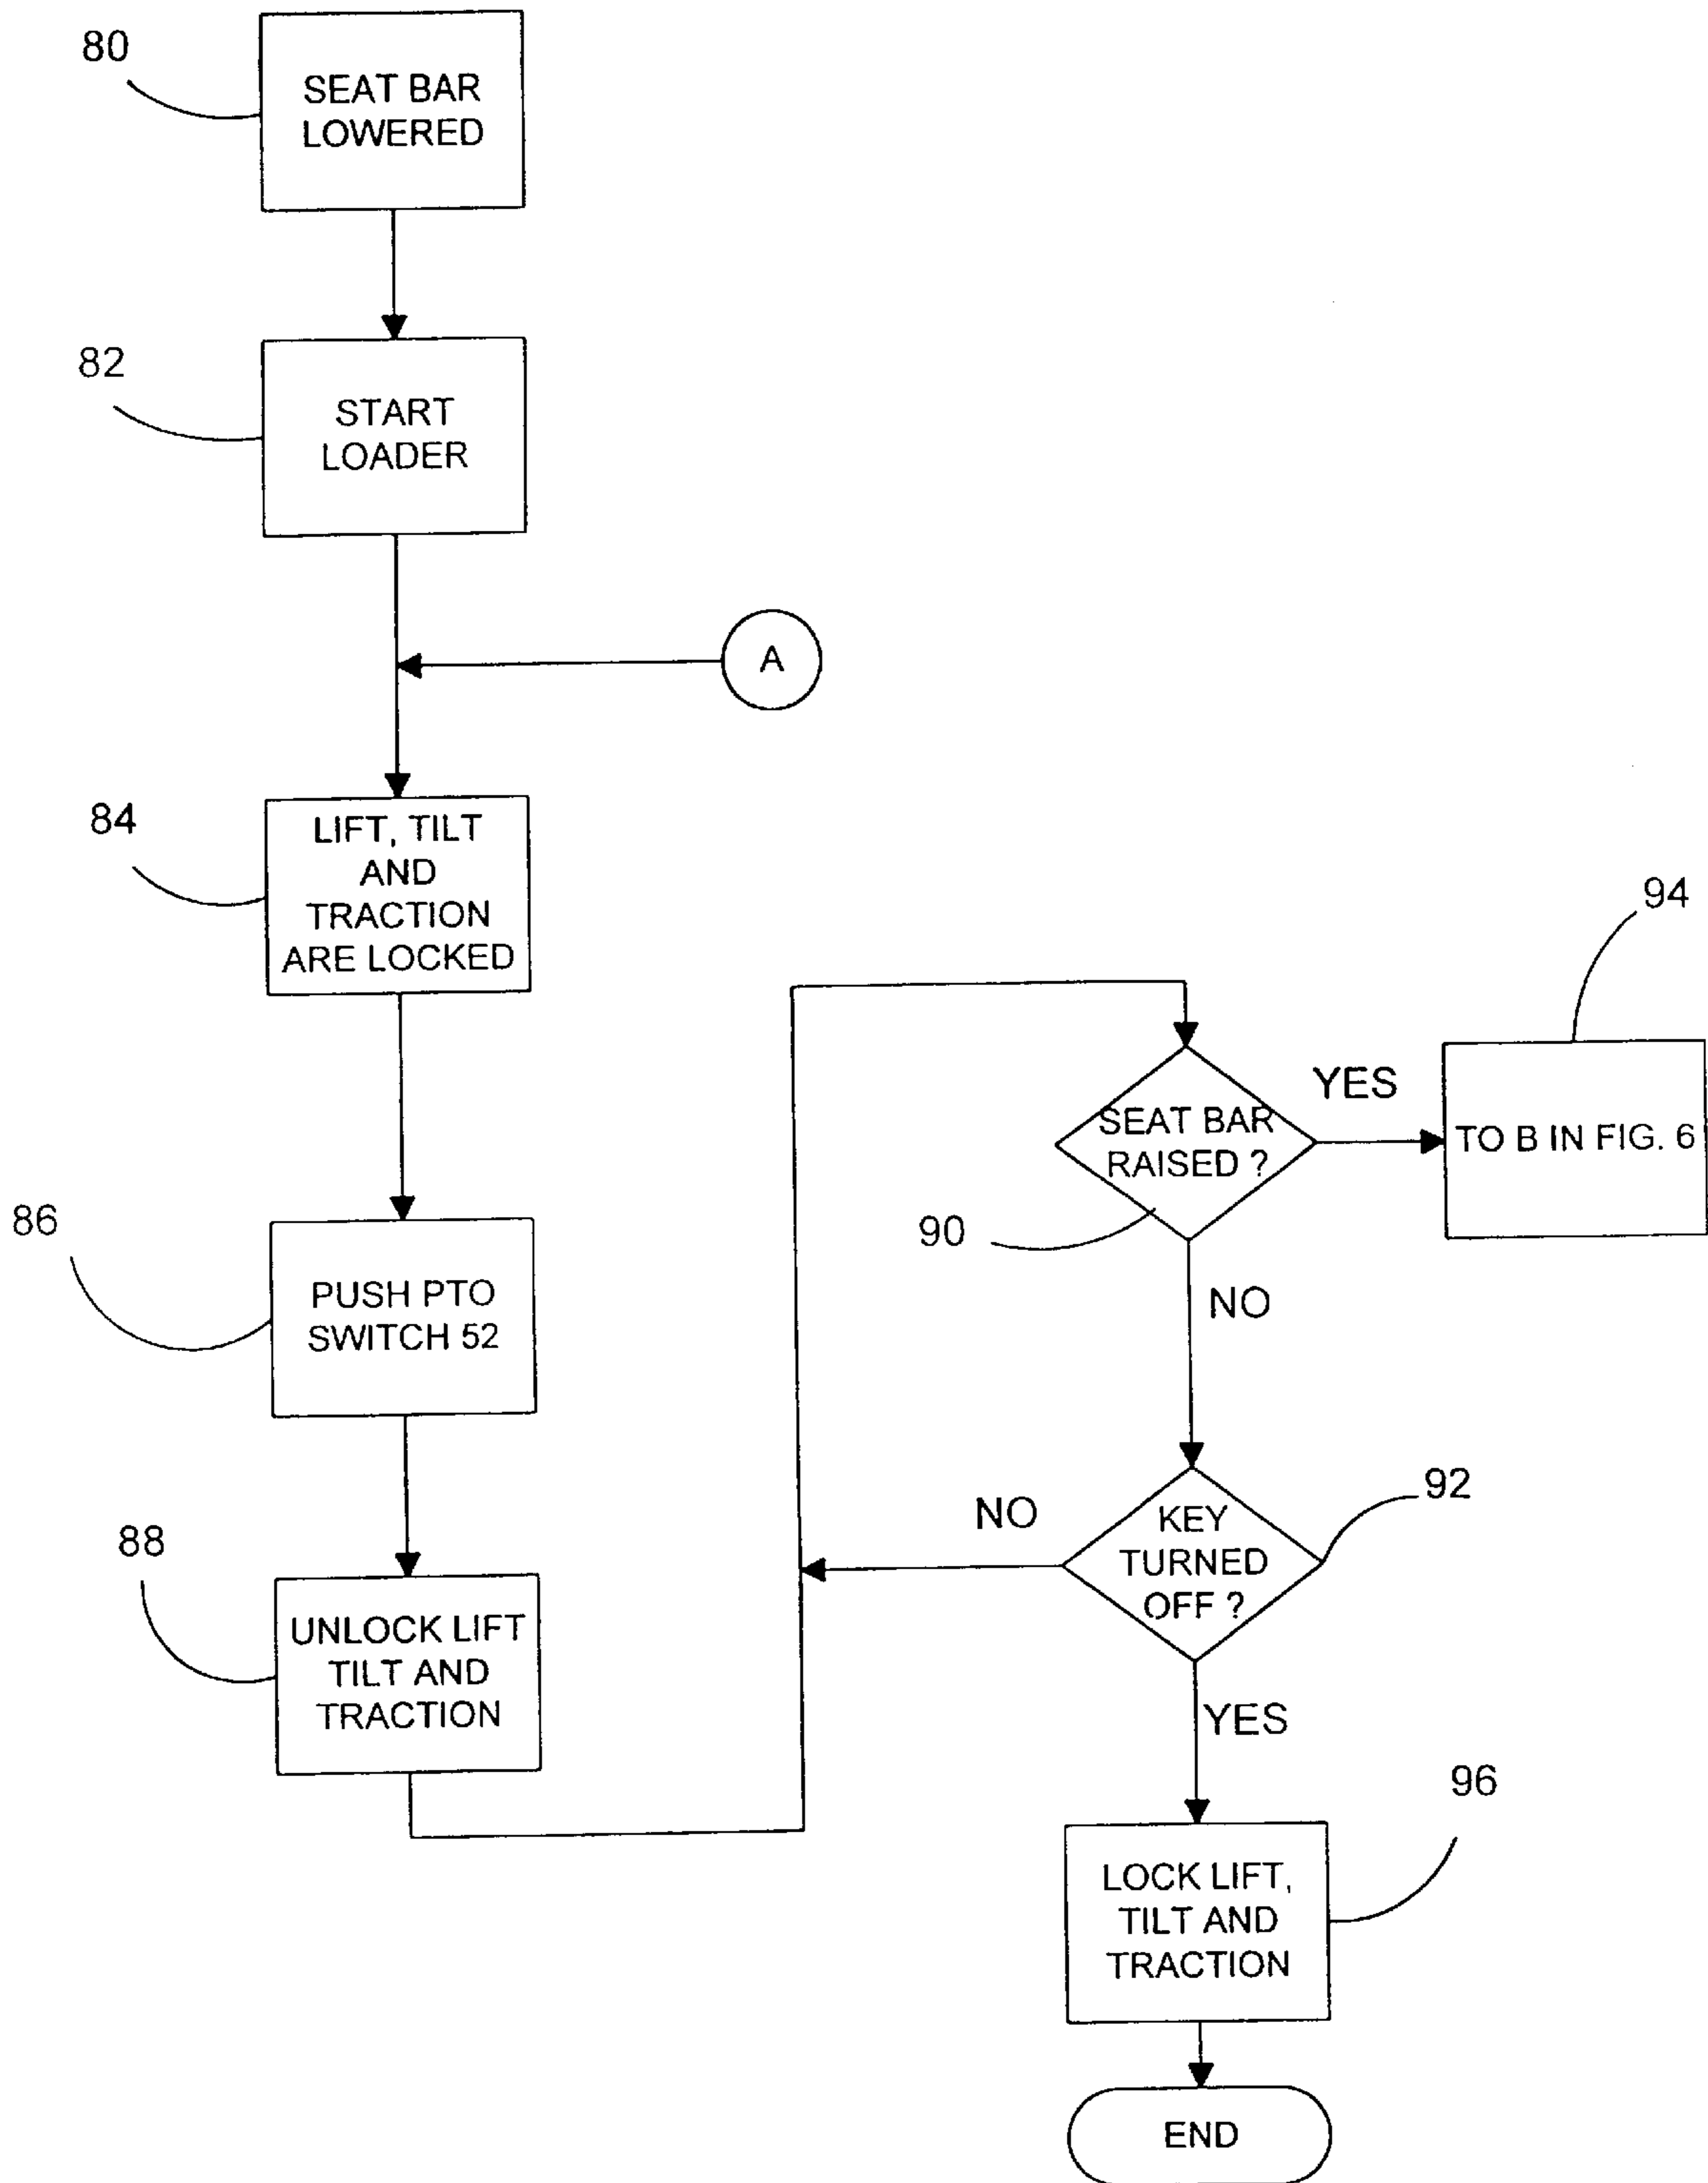 80
SEAT BAR
LOWERED
82
START
LOADER
A
84
LIFT, TILT
AND
TRACTION
ARE LOCKED
86
PUSH PTO
SWITCH 52
88
UNLOCK LIFT
TILT AND
TRACTION
SEAT BAR
RAISED ?
90
YES
94
TO B IN FIG. 6
NO
KEY
TURNED
OFF ?
92
NO
YES
96
LOCK LIFT,
TILT AND
TRACTION
END